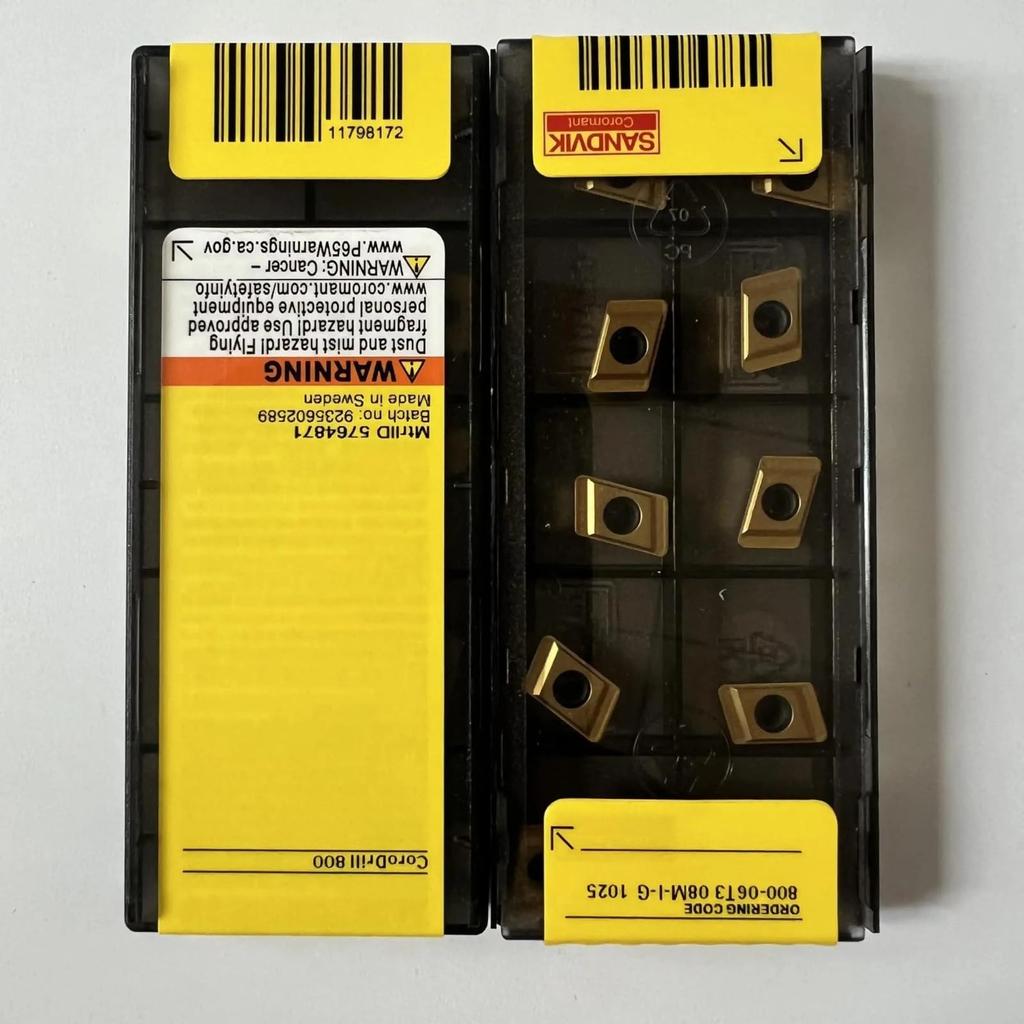 11798172
WARNING: Cancer –
www.P65Warnings.ca.gov
Dust and mist hazard! Flying
fragment hazard! Use approved
personal protective equipment
www.coromant.com/safetyinfo
WARNING
MtrlID 5764871
Batch no: 9235602589
Made in Sweden
CoroDrill 800
SANDVIK
Coromant
07
PC
ORDERING CODE
800-06T3 08M-I-G 1025